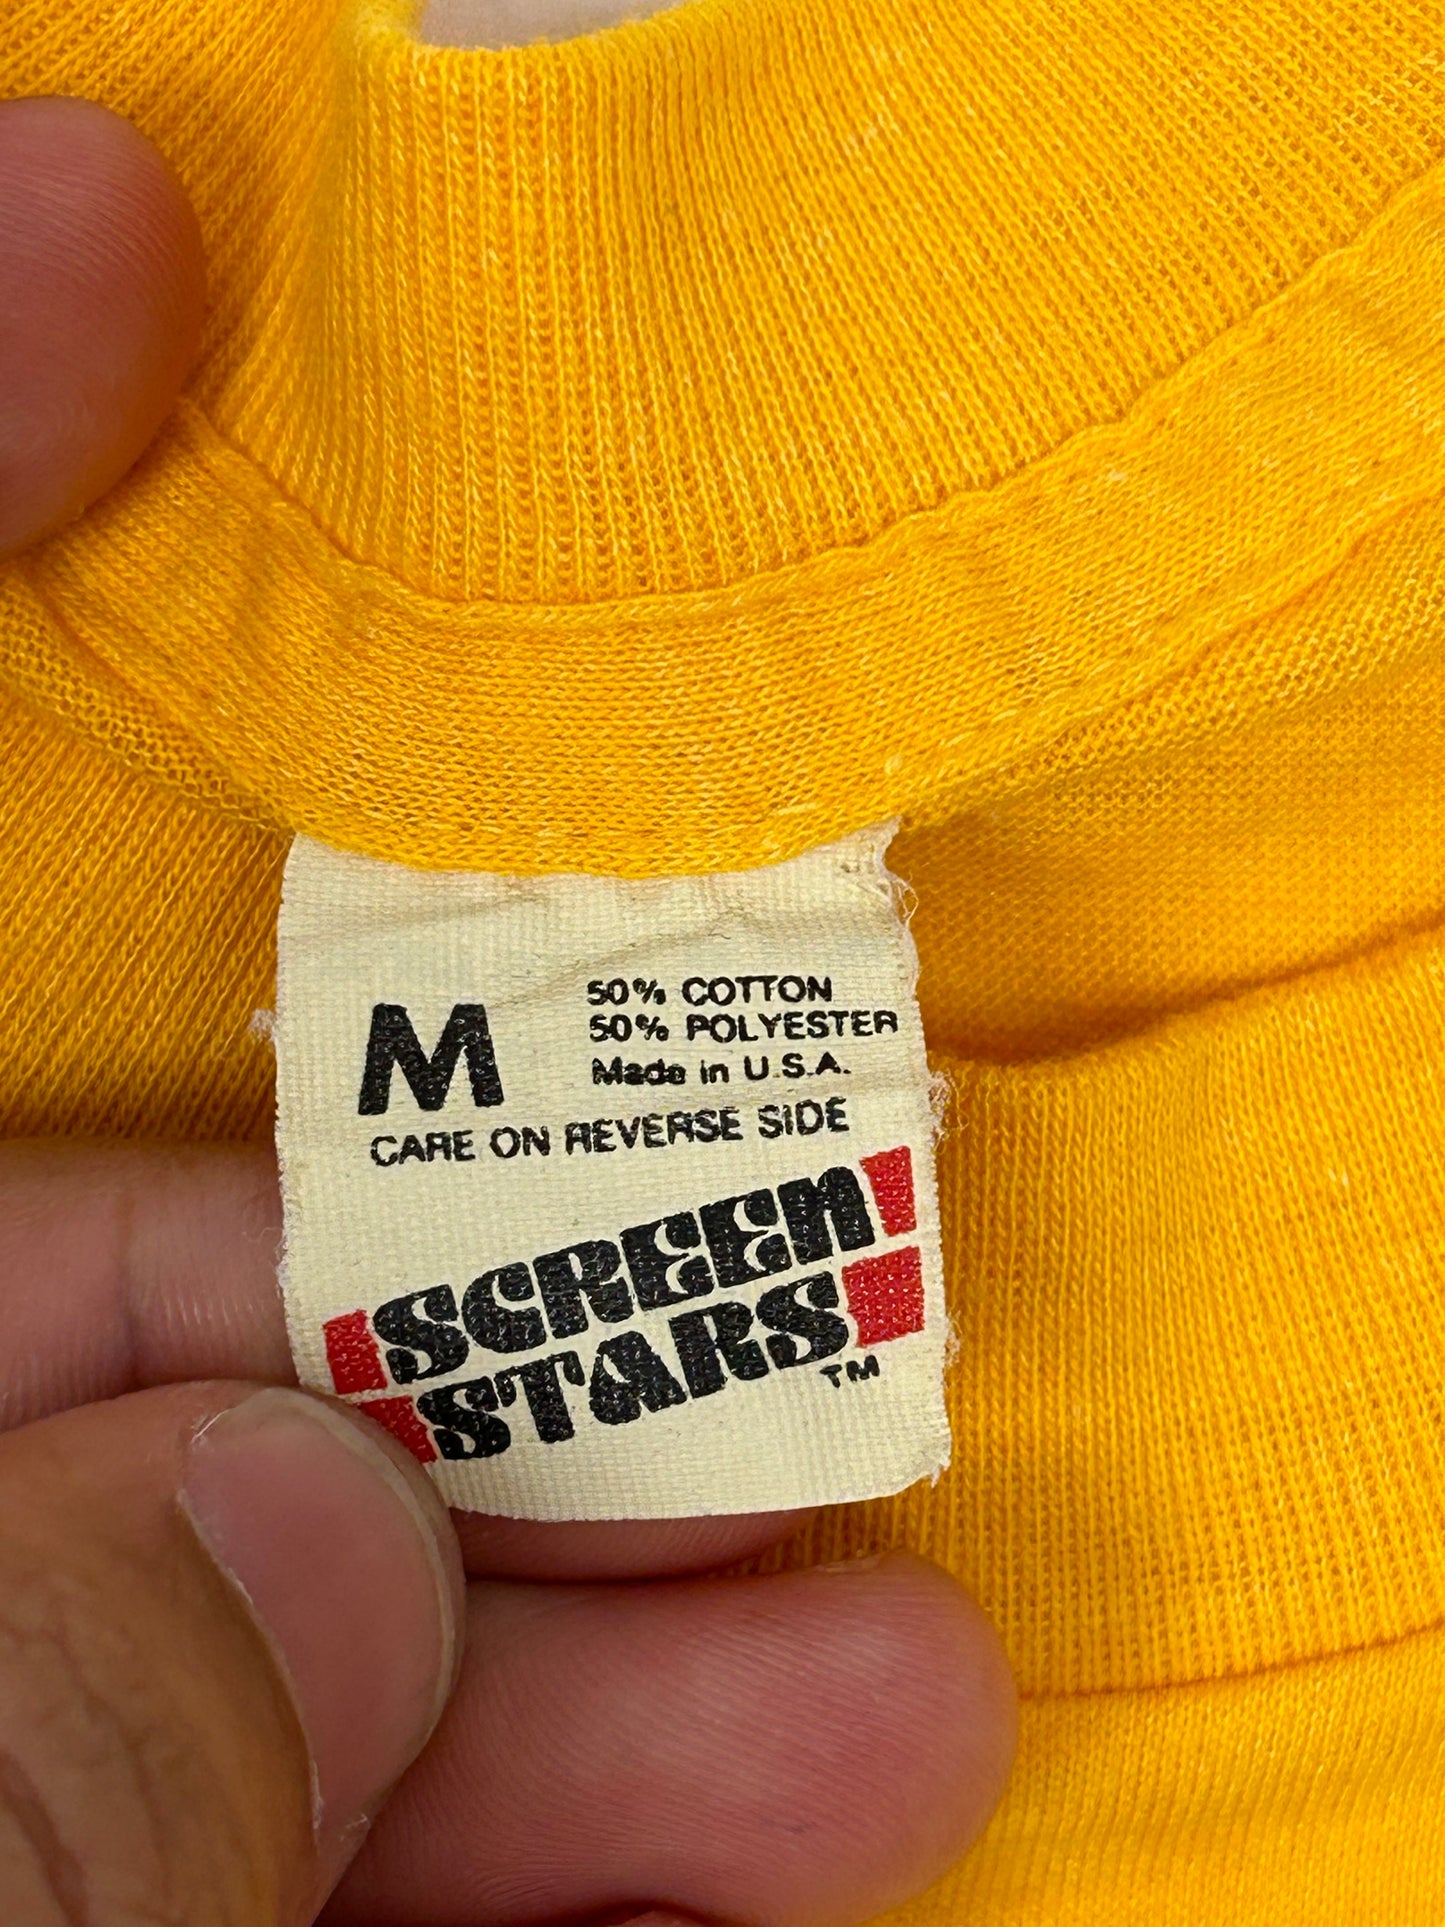 M
50% COTTON
50% POLYESTER
Made in U.S.A.
CARE ON REVERSE SIDE
SCREEN
STARS
TM